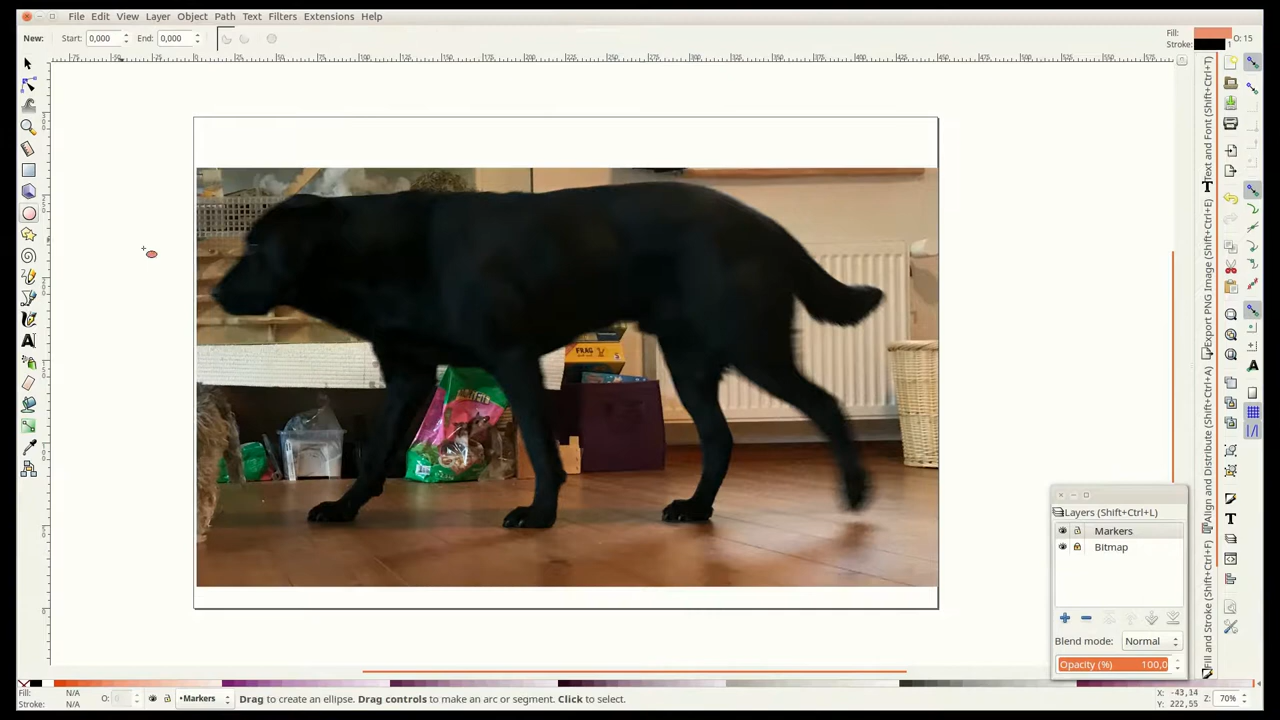 File Edit View Layer Object Path Text Filters Extensions Help
New: Start: 0,000 End: 0,000
Fill:
Stroke: 1
O: 15
Text and Font (Shift+Ctrl+T)
Export PNG Image (Shift+Ctrl+E)
Align and Distribute (Shift+Ctrl+A)
Fill and Stroke (Shift+Ctrl+F)
FRAG
Layers (Shift+Ctrl+L)
Markers
Bitmap
Blend mode: Normal
Opacity (%) 100,0
Fill: N/A
Stroke: N/A
O:
•Markers
Drag to create an ellipse. Drag controls to make an arc or segment. Click to select.
X: -43,14
Y: 222,55
Z: 70%